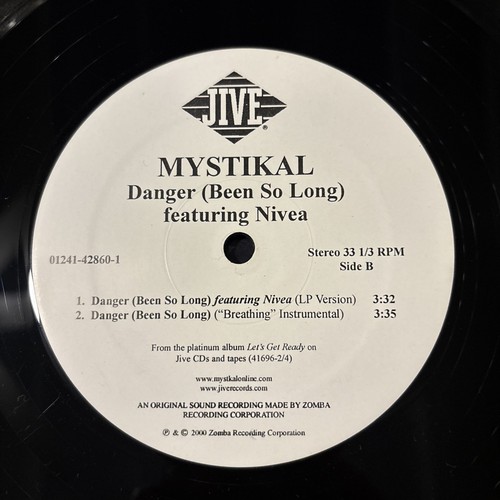 JIVE®
MYSTIKAL
Danger (Been So Long)
featuring Nivea
01241-42860-1
Stereo 33 1/3 RPM
Side B
1. Danger (Been So Long) featuring Nivea (LP Version) 3:32
2. Danger (Been So Long) ("Breathing" Instrumental) 3:35
From the platinum album Let's Get Ready on
Jive CDs and tapes (41696-2/4)
www.mystkalonline.com
www.jiverecords.com
AN ORIGINAL SOUND RECORDING MADE BY ZOMBA
RECORDING CORPORATION
℗ & © 2000 Zomba Recording Corporation